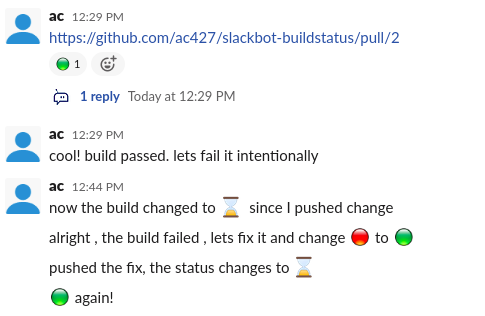 ac 12:29 PM
https://github.com/ac427/slackbot-buildstatus/pull/2
1
1 reply Today at 12:29 PM
ac 12:29 PM
cool! build passed. lets fail it intentionally
ac 12:44 PM
now the build changed to ⌛ since I pushed change
alright , the build failed , lets fix it and change 🔴 to 🟢
pushed the fix, the status changes to ⌛
🟢 again!